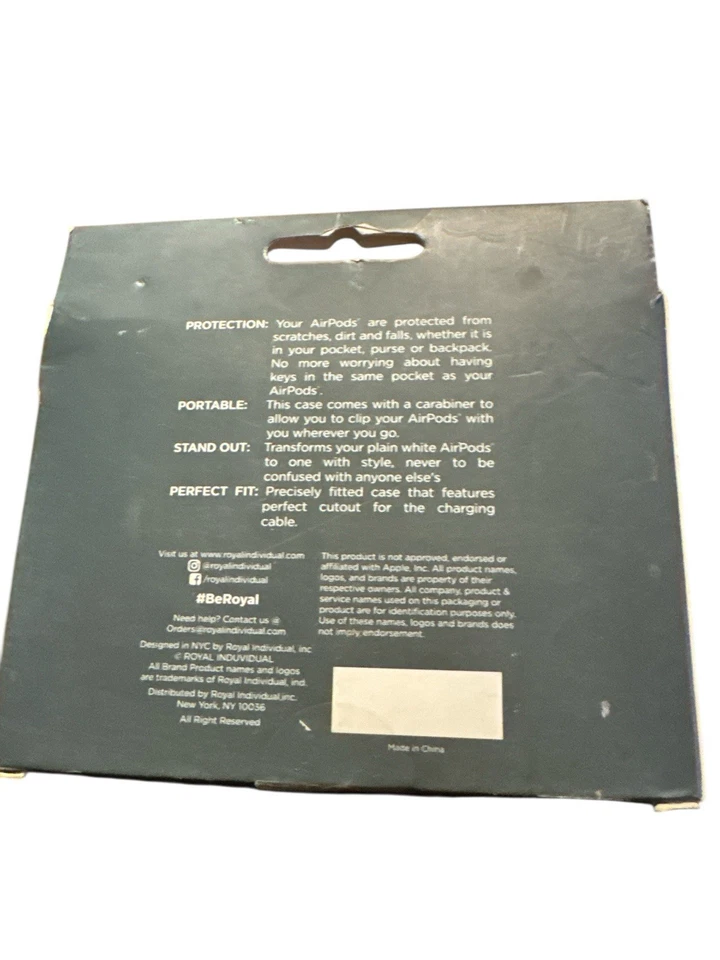 PROTECTION: Your AirPods® are protected from
scratches, dirt and falls, whether it is
in your pocket, purse or backpack.
No more worrying about having
keys in the same pocket as your
AirPods®.
PORTABLE: This case comes with a carabiner to
allow you to clip your AirPods® with
you wherever you go.
STAND OUT: Transforms your plain white AirPods®
to one with style, never to be
confused with anyone else's
PERFECT FIT: Precisely fitted case that features
perfect cutout for the charging
cable.
Visit us at www.royalindividual.com
@royalindividual
/royalindividual
#BeRoyal
Need help? Contact us @
Orders@royalindividual.com
Designed in NYC by Royal Individual, inc
© ROYAL INDUVIDUAL
All Brand Product names and logos
are trademarks of Royal Individual, ind.
Distributed by Royal Individual,inc.
New York, NY 10036
All Right Reserved
This product is not approved, endorsed or
affiliated with Apple, Inc. All product names,
logos, and brands are property of their
respective owners. All company, product &
service names used on this packaging or
product are for identification purposes only.
Use of these names, logos and brands does
not imply endorsement.
Made in China